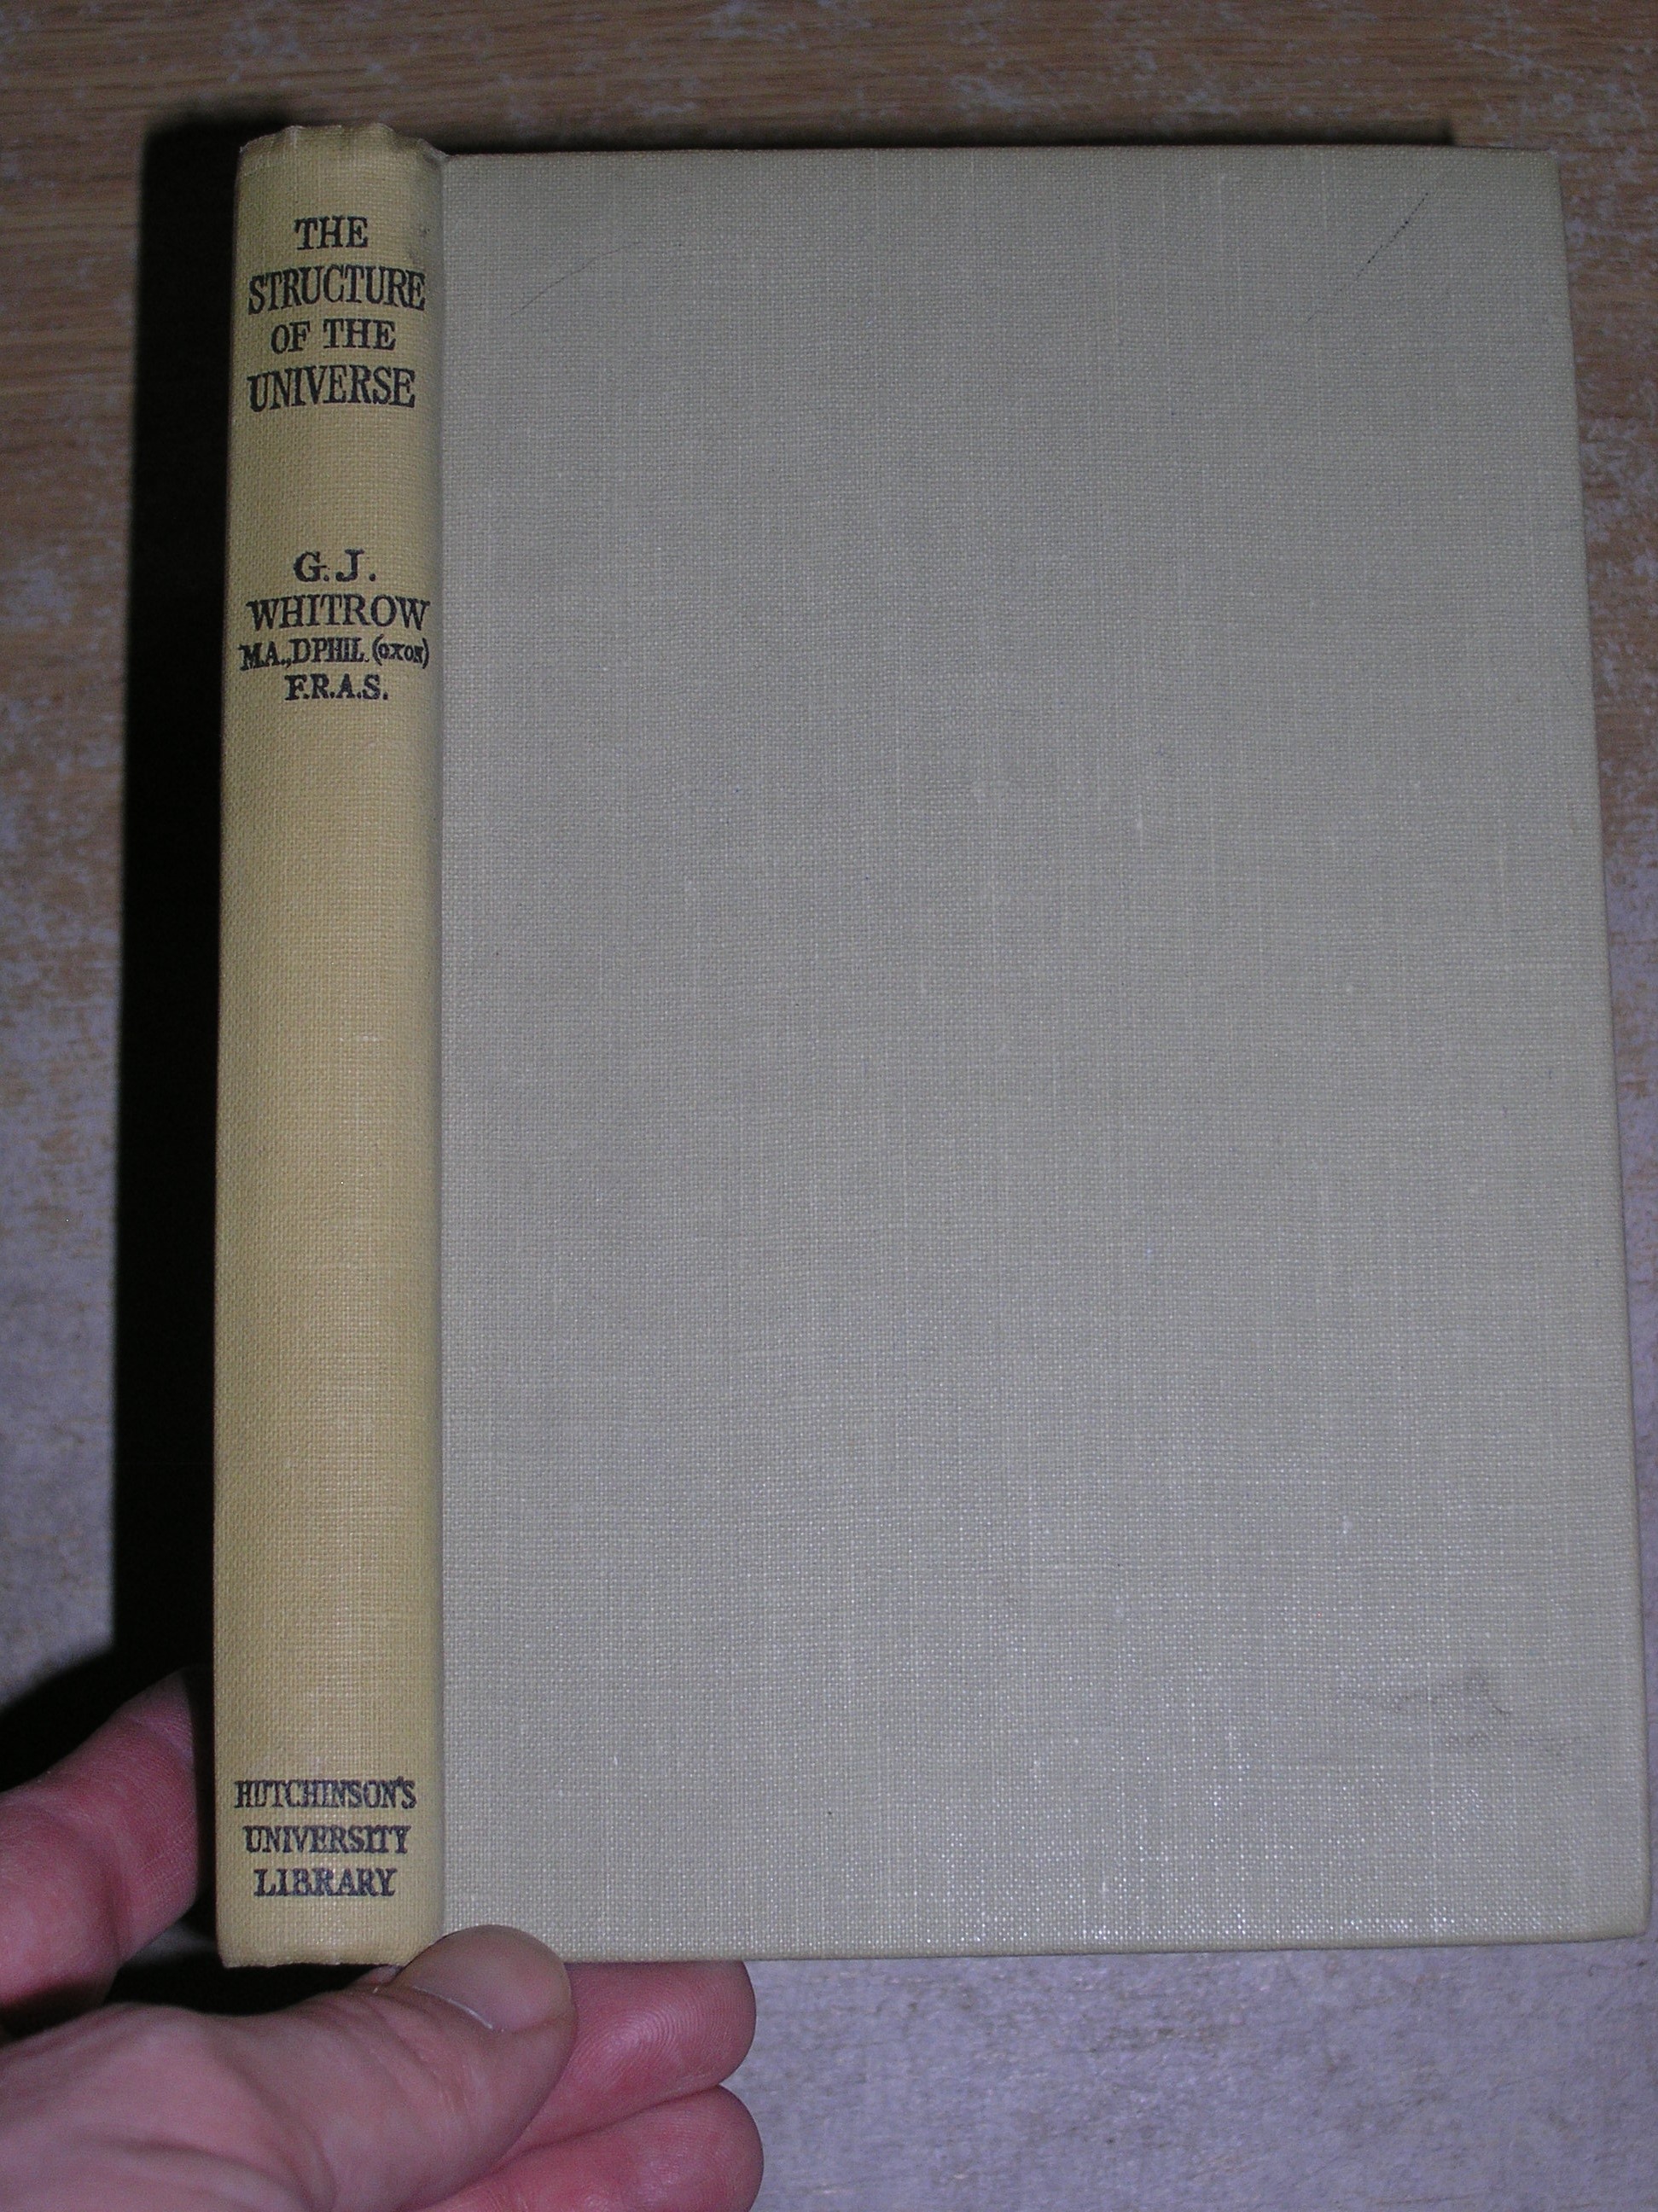 THE
STRUCTURE
OF THE
UNIVERSE
G. J.
WHITROW
M.A., D.PHIL. (OXON)
F.R.A.S.
HUTCHINSON'S
UNIVERSITY
LIBRARY